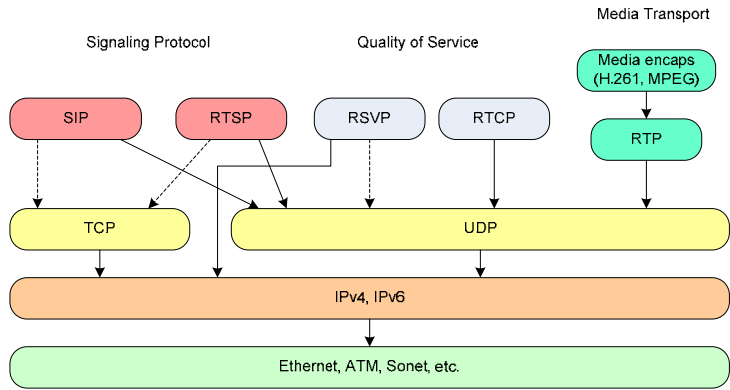 Media Transport
Signaling Protocol
Quality of Service
Media encaps
(H.261, MPEG)
SIP
RTSP
RSVP
RTCP
RTP
TCP
UDP
IPv4, IPv6
Ethernet, ATM, Sonet, etc.